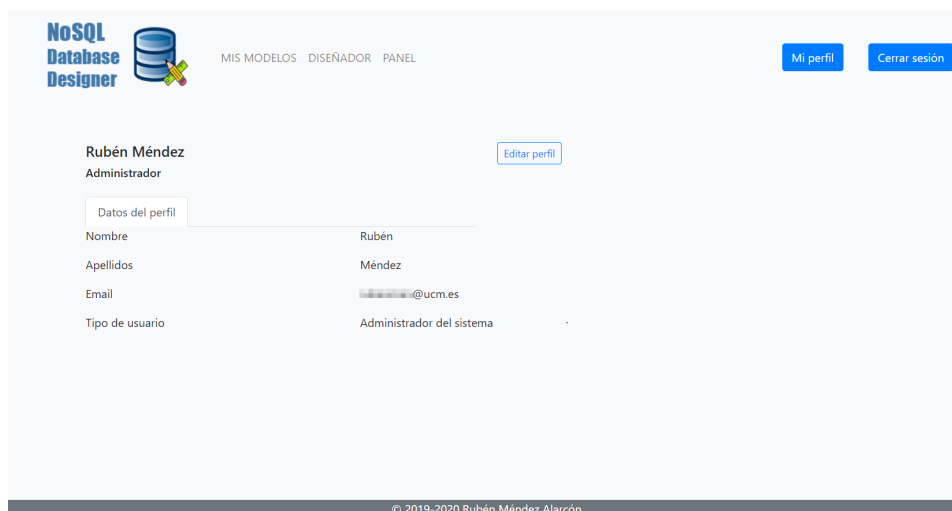 NoSQL
Database
Designer
MIS MODELOS DISEÑADOR PANEL
Mi perfil
Cerrar sesión
Rubén Méndez
Editar perfil
Administrador
Datos del perfil
Nombre Rubén
Apellidos Méndez
Email @ucm.es
Tipo de usuario Administrador del sistema
© 2019-2020 Rubén Méndez Alarcón